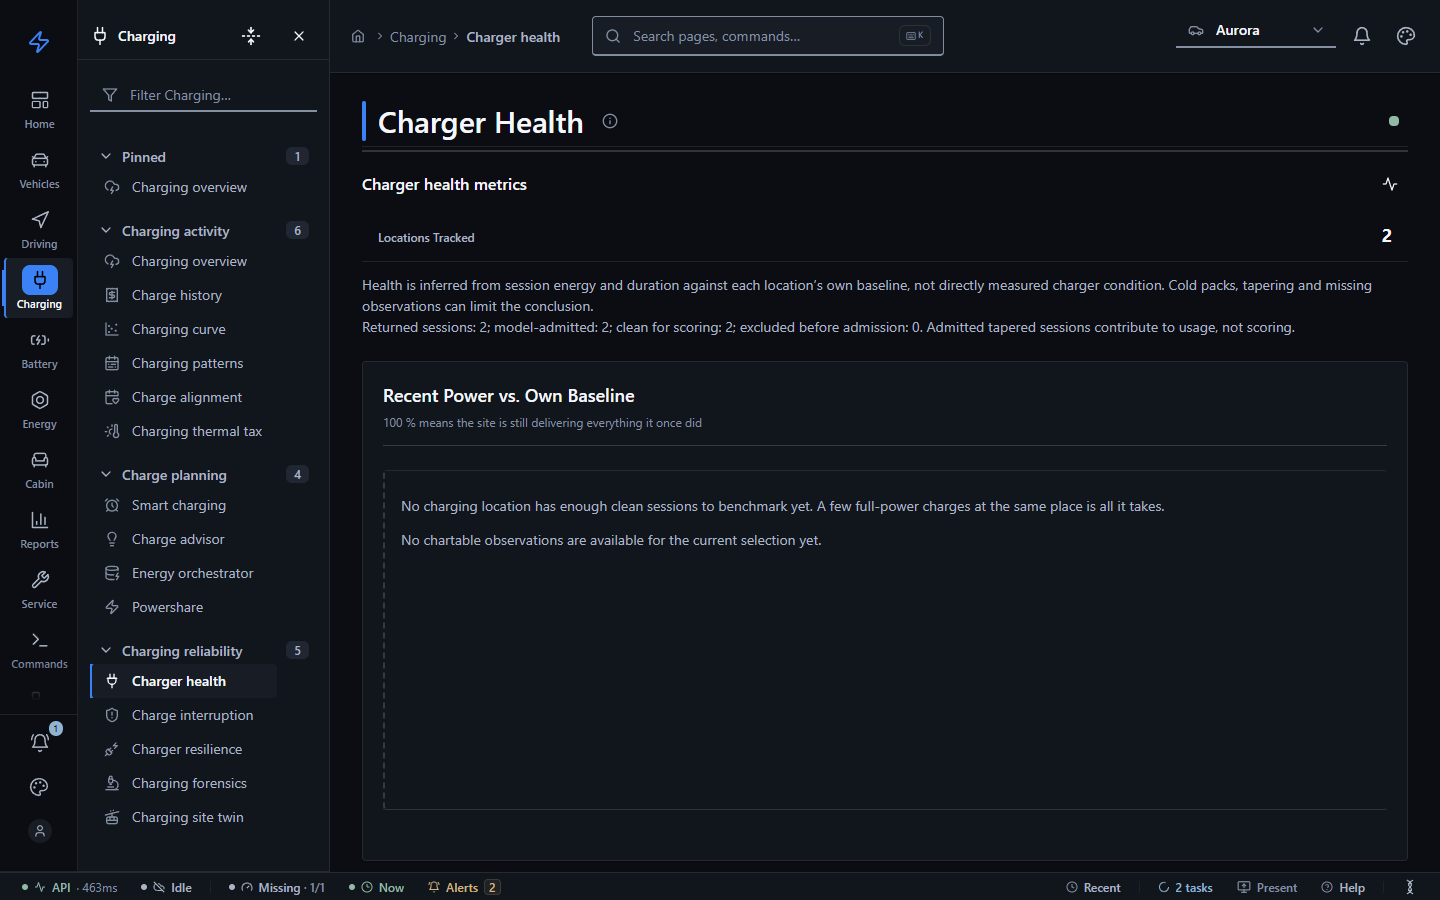 Home
Vehicles
Driving
Charging
Battery
Energy
Cabin
Reports
Service
Commands
1
Charging
Filter Charging...
Pinned 1
Charging overview
Charging activity 6
Charging overview
Charge history
Charging curve
Charging patterns
Charge alignment
Charging thermal tax
Charge planning 4
Smart charging
Charge advisor
Energy orchestrator
Powershare
Charging reliability 5
Charger health
Charge interruption
Charger resilience
Charging forensics
Charging site twin
Charging > Charger health
Search pages, commands... K
Aurora
Charger Health
Charger health metrics
Locations Tracked 2
Health is inferred from session energy and duration against each location's own baseline, not directly measured charger condition. Cold packs, tapering and missing
observations can limit the conclusion.
Returned sessions: 2; model-admitted: 2; clean for scoring: 2; excluded before admission: 0. Admitted tapered sessions contribute to usage, not scoring.
Recent Power vs. Own Baseline
100 % means the site is still delivering everything it once did
No charging location has enough clean sessions to benchmark yet. A few full-power charges at the same place is all it takes.
No chartable observations are available for the current selection yet.
API · 463ms Idle Missing · 1/1 Now Alerts 2 Recent 2 tasks Present Help